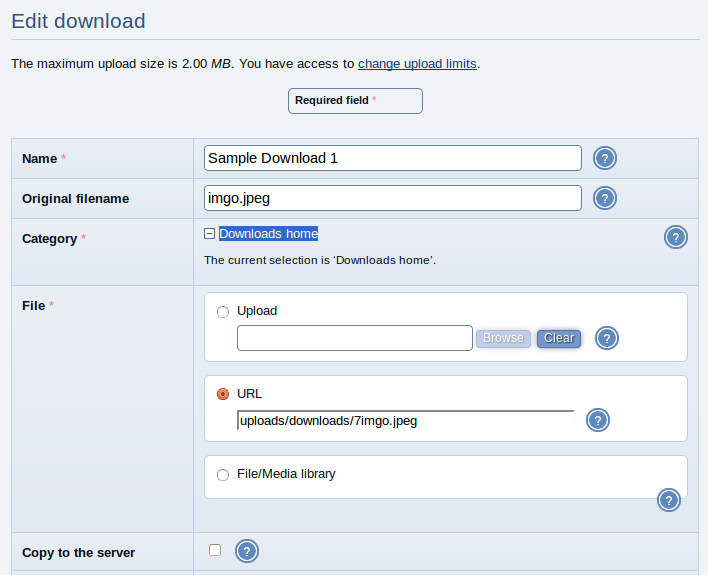 Edit download
The maximum upload size is 2.00 MB. You have access to change upload limits.
Required field *
Name * Sample Download 1 ?
Original filename imgo.jpeg ?
Category * Downloads home ?
The current selection is ‘Downloads home’.
File * Upload
Browse Clear ?
URL
uploads/downloads/7imgo.jpeg ?
File/Media library
?
Copy to the server ?